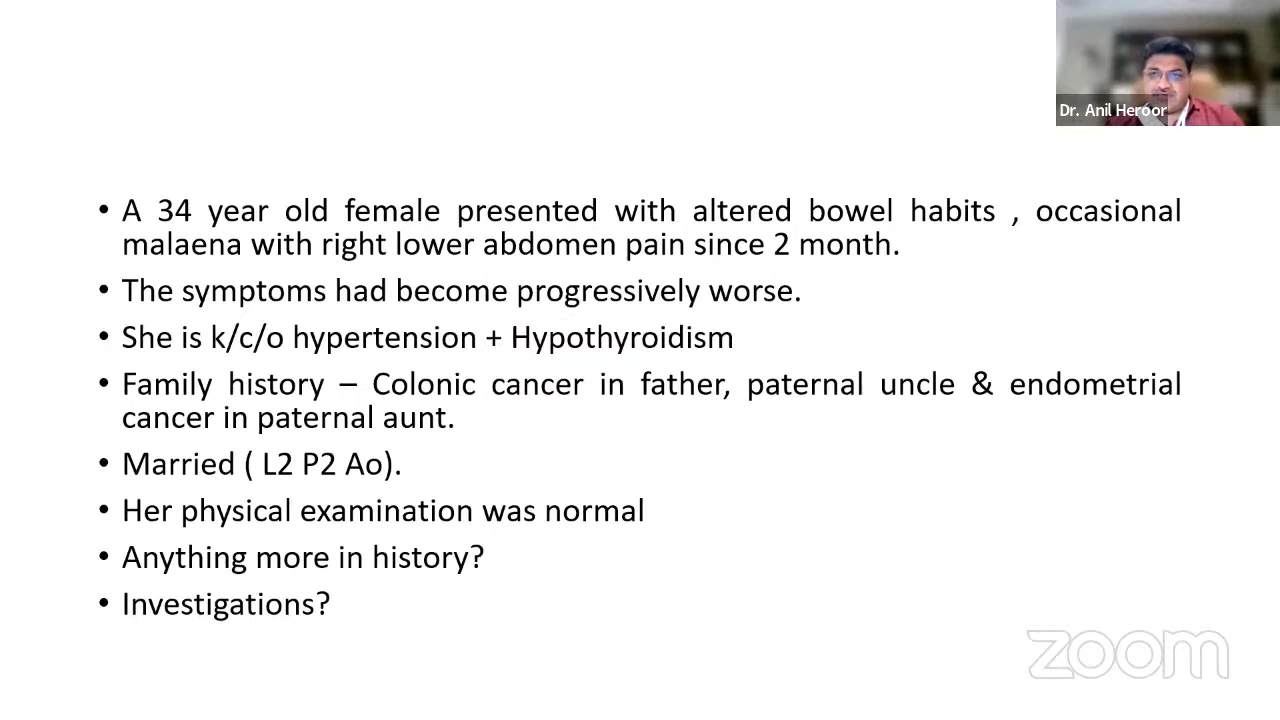 Dr. Anil Heroor
• A 34 year old female presented with altered bowel habits , occasional
malaena with right lower abdomen pain since 2 month.
• The symptoms had become progressively worse.
• She is k/c/o hypertension + Hypothyroidism
• Family history – Colonic cancer in father, paternal uncle & endometrial
cancer in paternal aunt.
• Married ( L2 P2 Ao).
• Her physical examination was normal
• Anything more in history?
• Investigations?
zoom